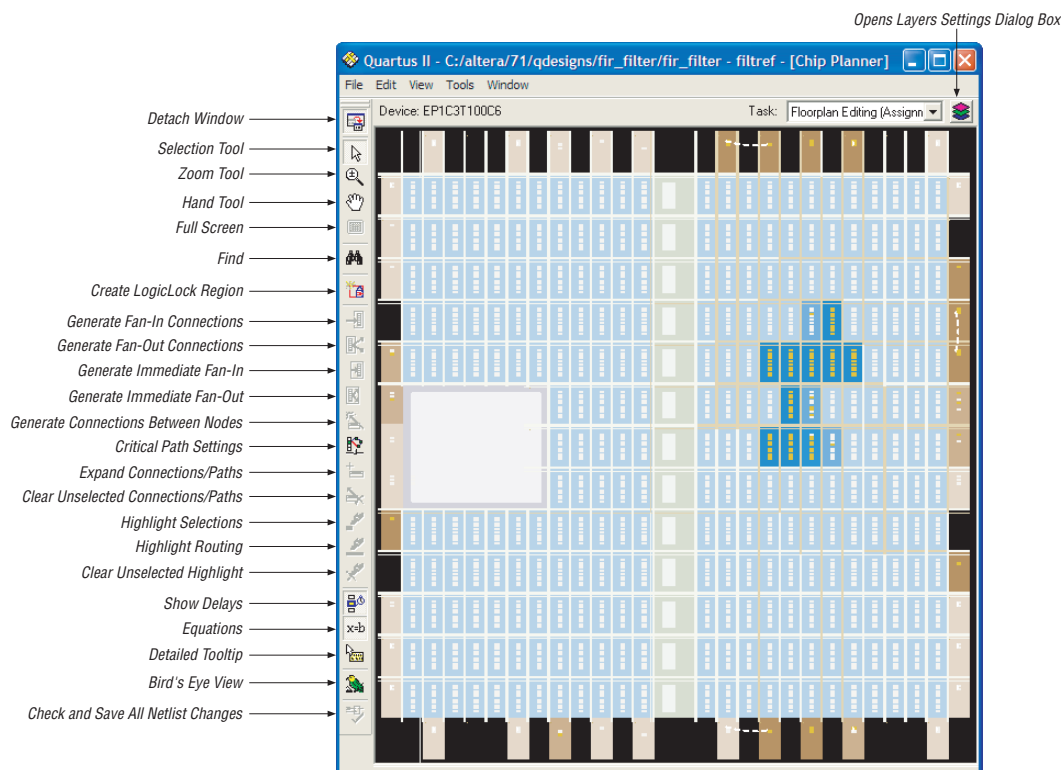 Opens Layers Settings Dialog Box
Quartus II - C:/altera/71/qdesigns/fir_filter/fir_filter - filtref - [Chip Planner]
File Edit View Tools Window
Device: EP1C3T100C6 Task: Floorplan Editing (Assignn
Detach Window
Selection Tool
Zoom Tool
Hand Tool
Full Screen
Find
Create LogicLock Region
Generate Fan-In Connections
Generate Fan-Out Connections
Generate Immediate Fan-In
Generate Immediate Fan-Out
Generate Connections Between Nodes
Critical Path Settings
Expand Connections/Paths
Clear Unselected Connections/Paths
Highlight Selections
Highlight Routing
Clear Unselected Highlight
Show Delays
Equations x=b
Detailed Tooltip
Bird's Eye View
Check and Save All Netlist Changes